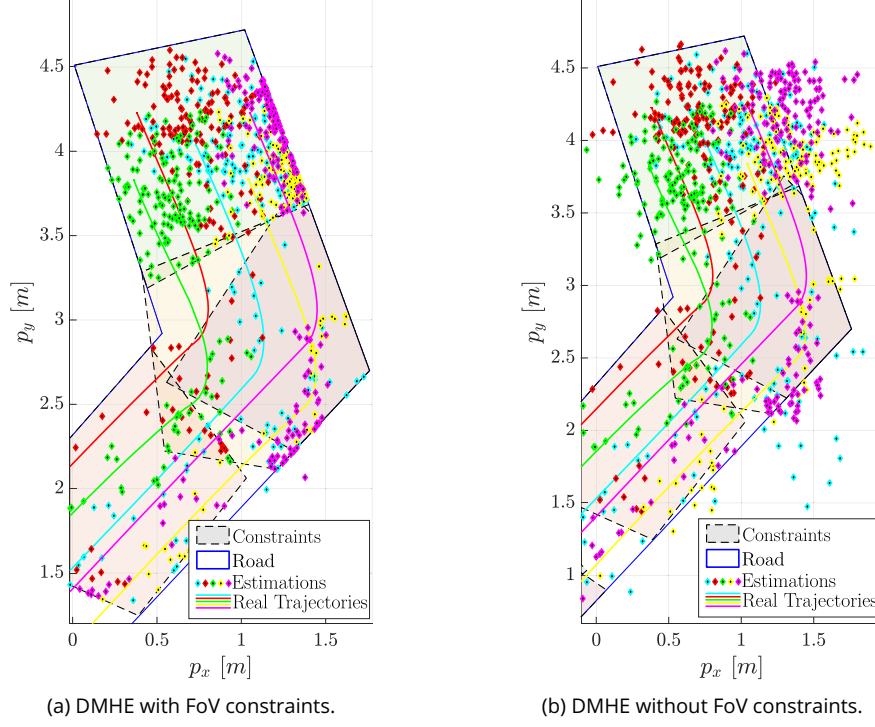 4.5
4
3.5
3
2.5
2
1.5
p_y [m]
0
0.5
1
1.5
p_x [m]
Constraints
Road
Estimations
Real Trajectories
(a) DMHE with FoV constraints.
4.5
4
3.5
3
2.5
2
1.5
1
p_y [m]
0
0.5
1
1.5
p_x [m]
Constraints
Road
Estimations
Real Trajectories
(b) DMHE without FoV constraints.